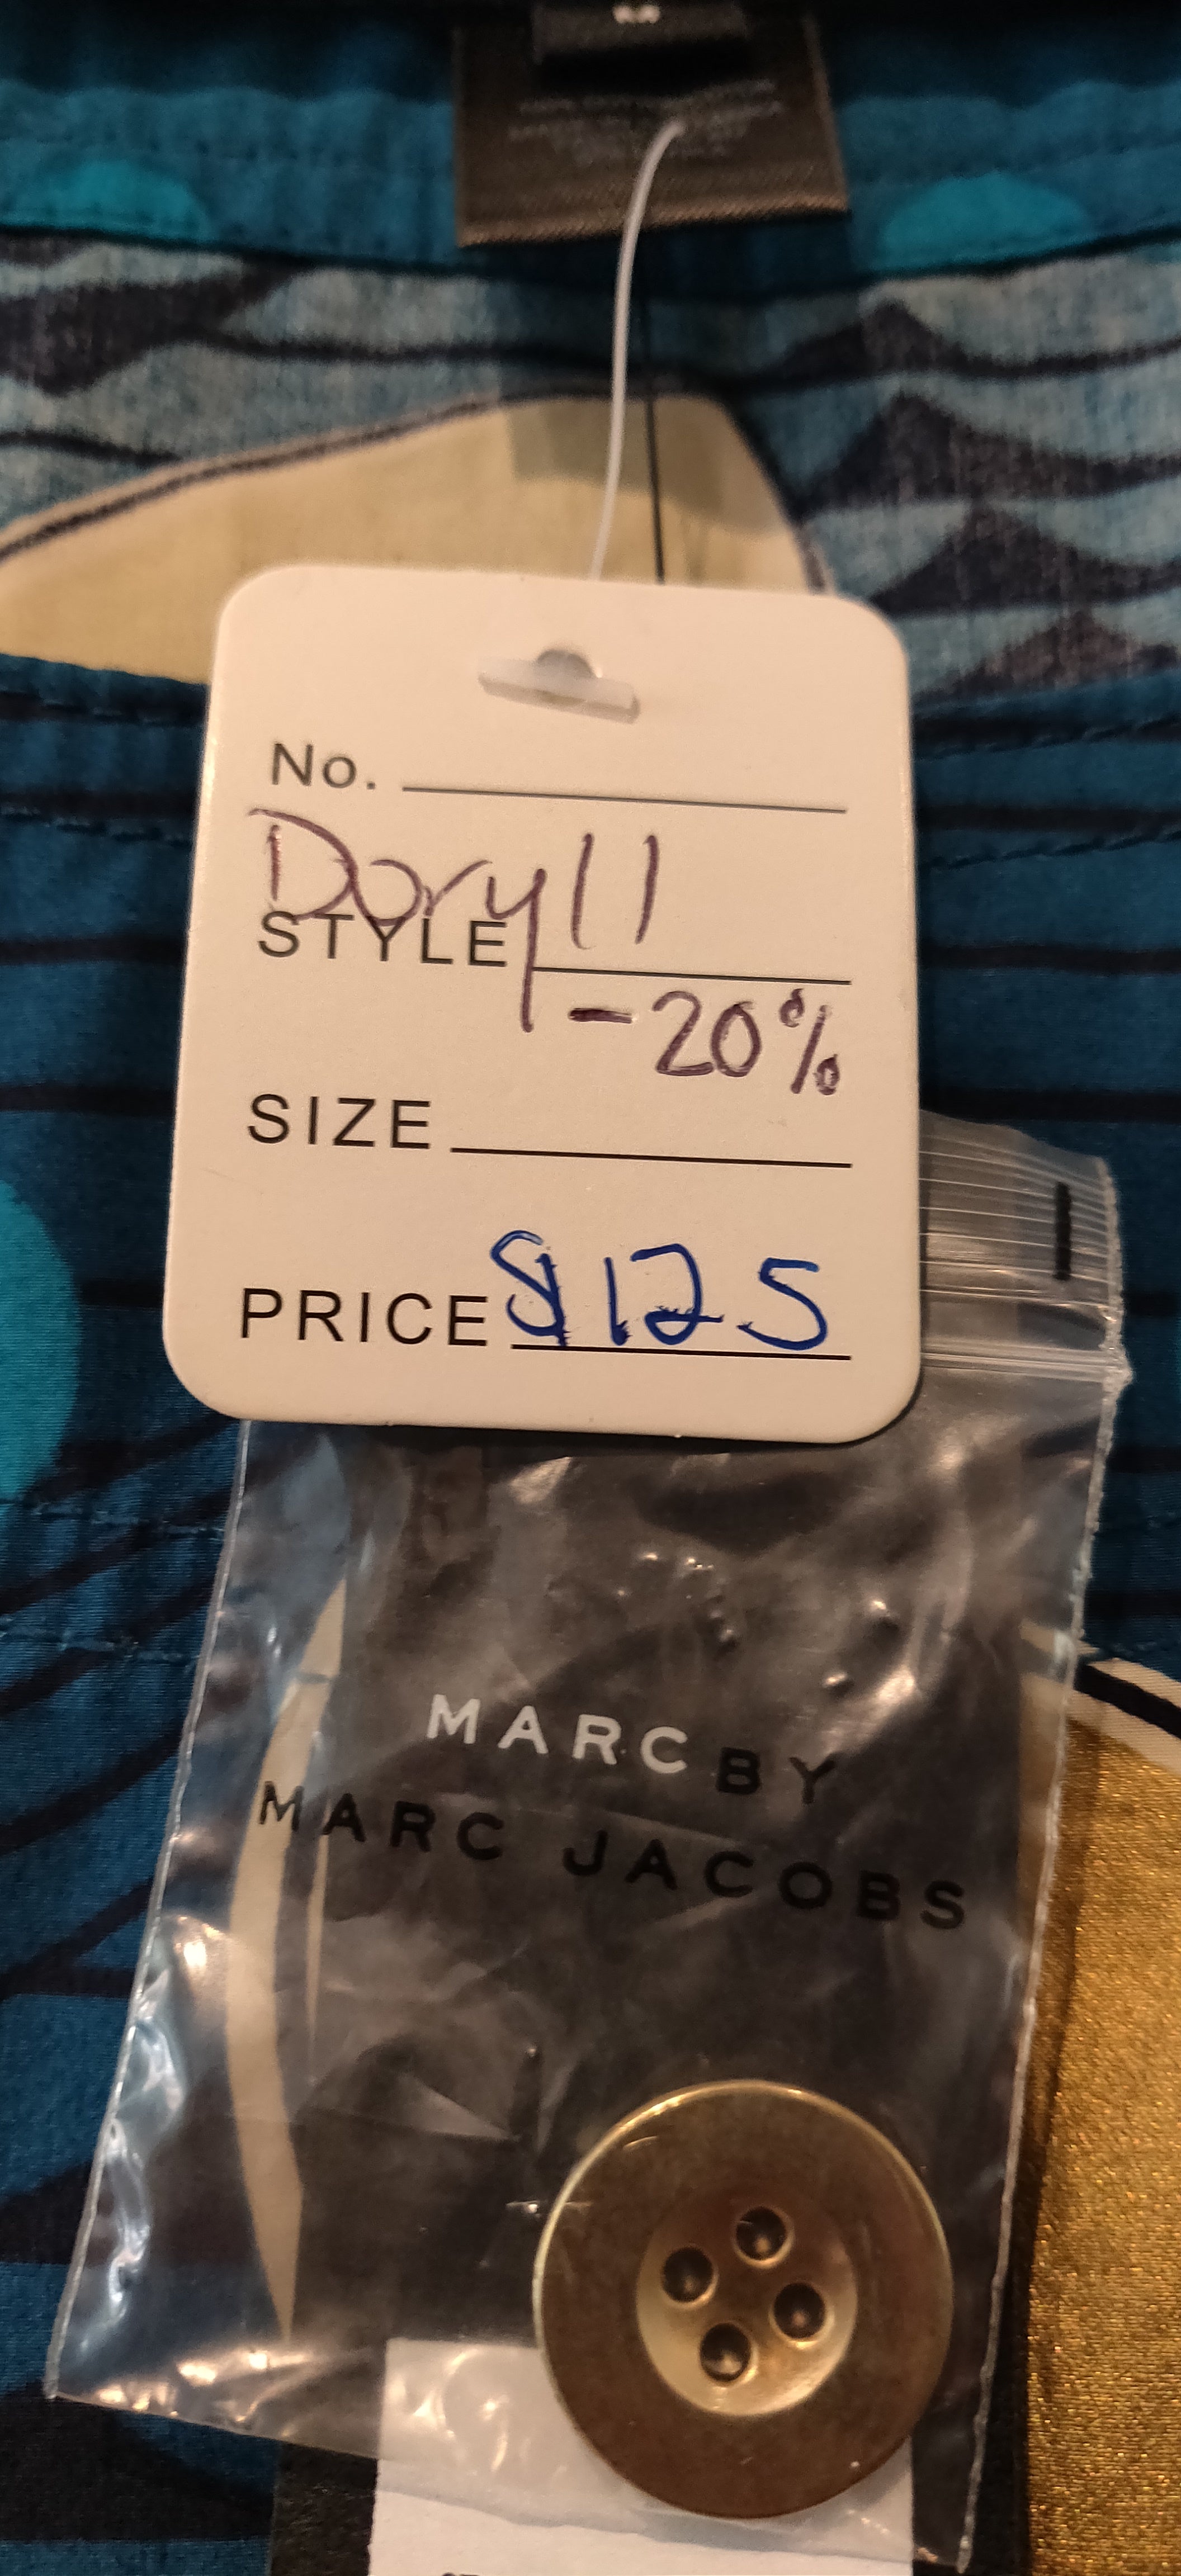 No.
Doryll
STYLE
-20%
SIZE
PRICE $125
MARC BY
MARC JACOBS